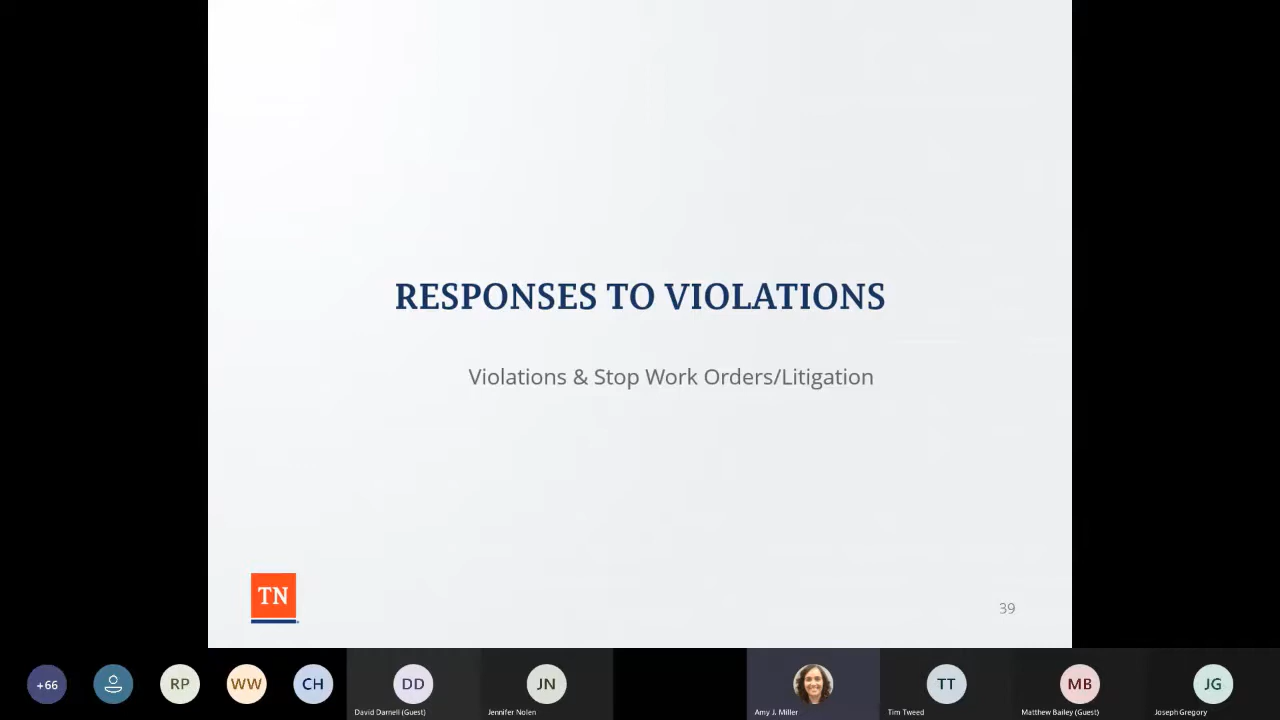 RESPONSES TO VIOLATIONS
Violations & Stop Work Orders/Litigation
TN
39
+66
RP
WW
CH
DD
JN
TT
MB
JG
David Darnell (Guest)
Jennifer Nolen
Amy J. Miller
Tim Tweed
Matthew Bailey (Guest)
Joseph Gregory